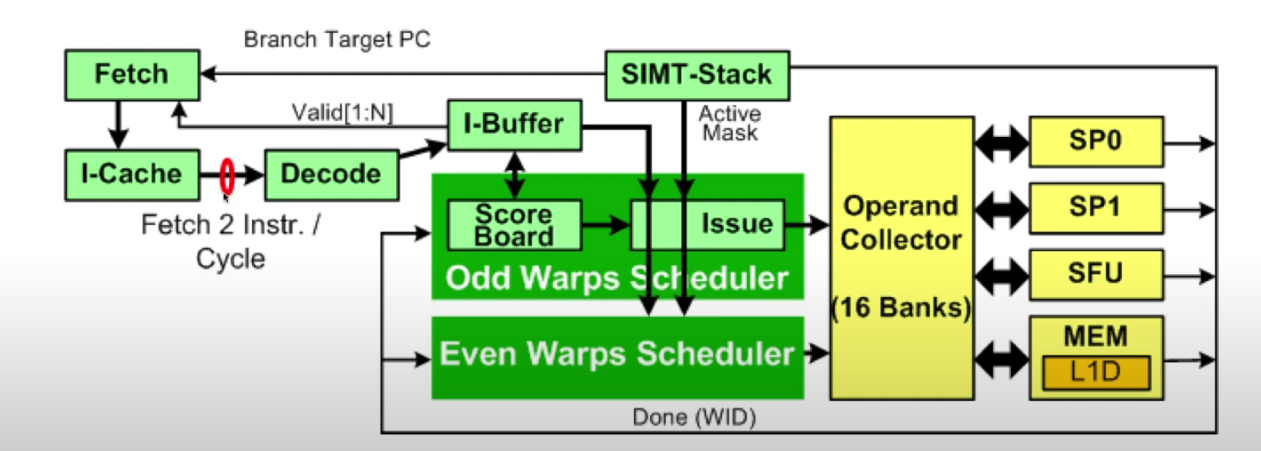 Branch Target PC
Fetch
SIMT-Stack
Valid[1:N]
I-Buffer
Active
Mask
I-Cache
Decode
Fetch 2 Instr. /
Cycle
Score
Board
Issue
Odd Warps Scheduler
Even Warps Scheduler
Done (WID)
Operand
Collector
(16 Banks)
SP0
SP1
SFU
MEM
L1D